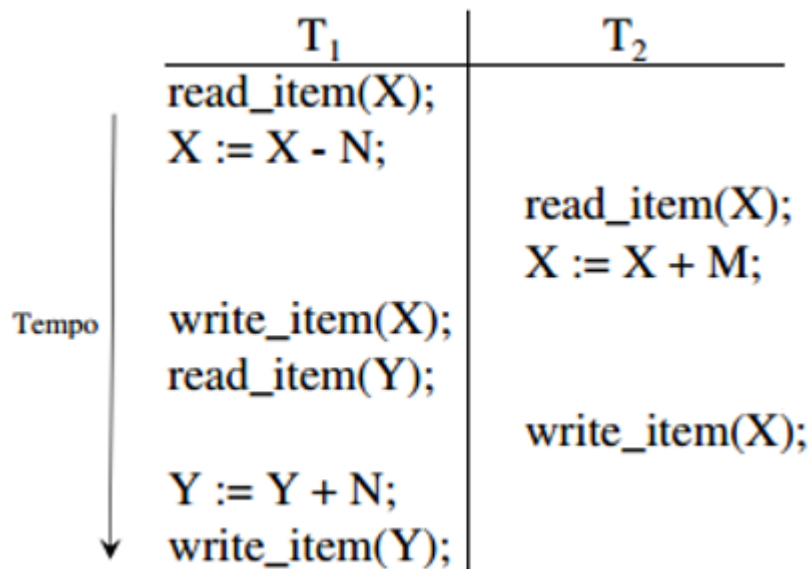 T1 T2
read_item(X);
X := X - N;
read_item(X);
X := X + M;
Tempo
write_item(X);
read_item(Y);
write_item(X);
Y := Y + N;
write_item(Y);